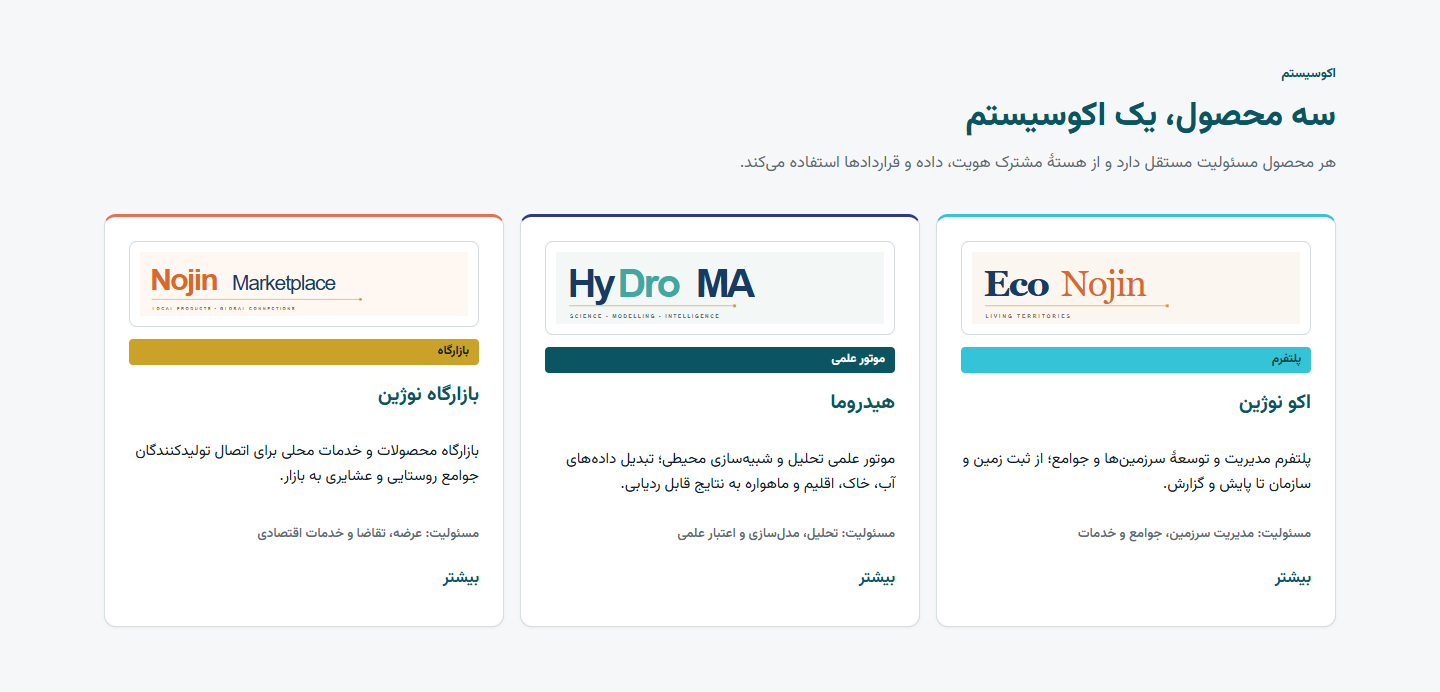 اکوسیستم
سه محصول، یک اکوسیستم
هر محصول مسئولیت مستقل دارد و از هستهٔ مشترک هویت، داده و قراردادها استفاده می‌کند.
Eco Nojin
LIVING TERRITORIES
پلتفرم
اکو نوژین
پلتفرم مدیریت و توسعهٔ سرزمین‌ها و جوامع؛ از ثبت زمین و
سازمان تا پایش و گزارش.
مسئولیت: مدیریت سرزمین، جوامع و خدمات
بیشتر
HyDro MA
SCIENCE • MODELLING • INTELLIGENCE
موتور علمی
هیدروما
موتور علمی تحلیل و شبیه‌سازی محیطی؛ تبدیل داده‌های
آب، خاک، اقلیم و ماهواره به نتایج قابل ردیابی.
مسئولیت: تحلیل، مدل‌سازی و اعتبار علمی
بیشتر
Nojin Marketplace
LOCAL PRODUCTS • GLOBAL CONNECTIONS
بازارگاه
بازارگاه نوژین
بازارگاه محصولات و خدمات محلی برای اتصال تولیدکنندگان
جوامع روستایی و عشایری به بازار.
مسئولیت: عرضه، تقاضا و خدمات اقتصادی
بیشتر